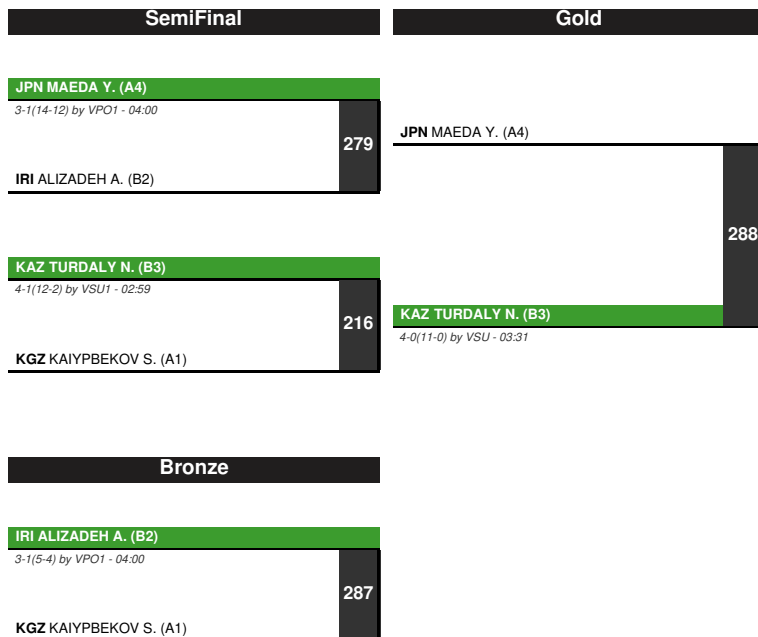 SemiFinal
Gold
JPN MAEDA Y. (A4)
3-1(14-12) by VPO1 - 04:00
279
IRI ALIZADEH A. (B2)
JPN MAEDA Y. (A4)
288
KAZ TURDALY N. (B3)
4-1(12-2) by VSU1 - 02:59
216
KGZ KAIYPBEKOV S. (A1)
KAZ TURDALY N. (B3)
4-0(11-0) by VSU - 03:31
Bronze
IRI ALIZADEH A. (B2)
3-1(5-4) by VPO1 - 04:00
287
KGZ KAIYPBEKOV S. (A1)